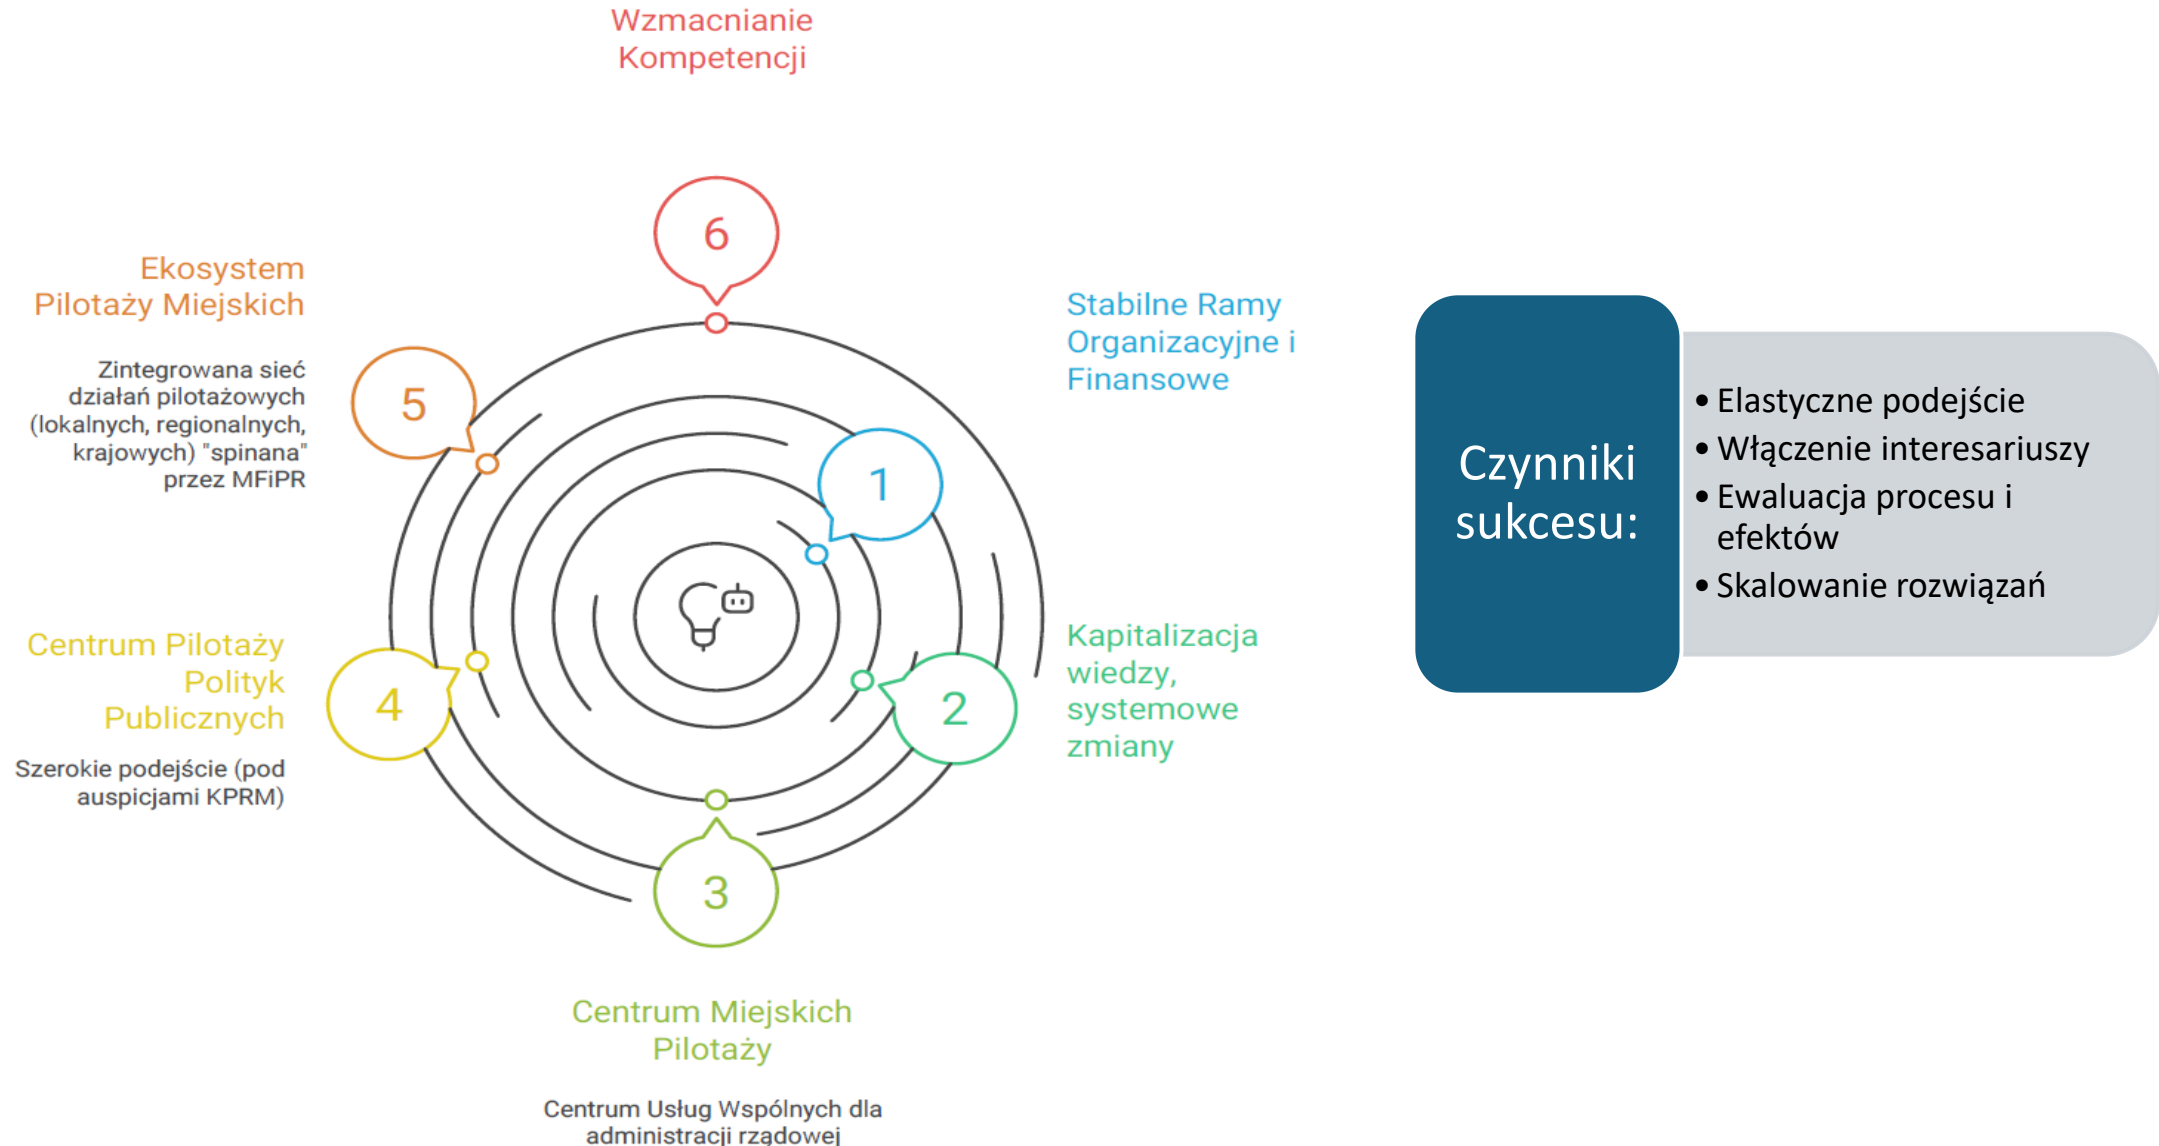 Wzmacnianie
Kompetencji
6
Ekosystem
Pilotaży Miejskich
Zintegrowana sieć
działań pilotażowych
(lokalnych, regionalnych,
krajowych) "spinana"
przez MFiPR
5
Stabilne Ramy
Organizacyjne i
Finansowe
1
Centrum Pilotaży
Polityk
Publicznych
Szerokie podejście (pod
auspicjami KPRM)
4
Kapitalizacja
wiedzy,
systemowe
zmiany
2
3
Centrum Miejskich
Pilotaży
Centrum Usług Wspólnych dla
administracji rządowej
Czynniki
sukcesu:
• Elastyczne podejście
• Włączenie interesariuszy
• Ewaluacja procesu i
efektów
• Skalowanie rozwiązań